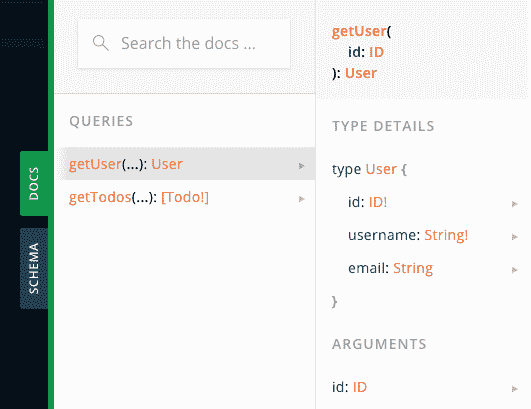 DOCS
SCHEMA
Search the docs ...
QUERIES
getUser(...): User
getTodos(...): [Todo!]
getUser(
id: ID
): User
TYPE DETAILS
type User {
id: ID!
username: String!
email: String
}
ARGUMENTS
id: ID